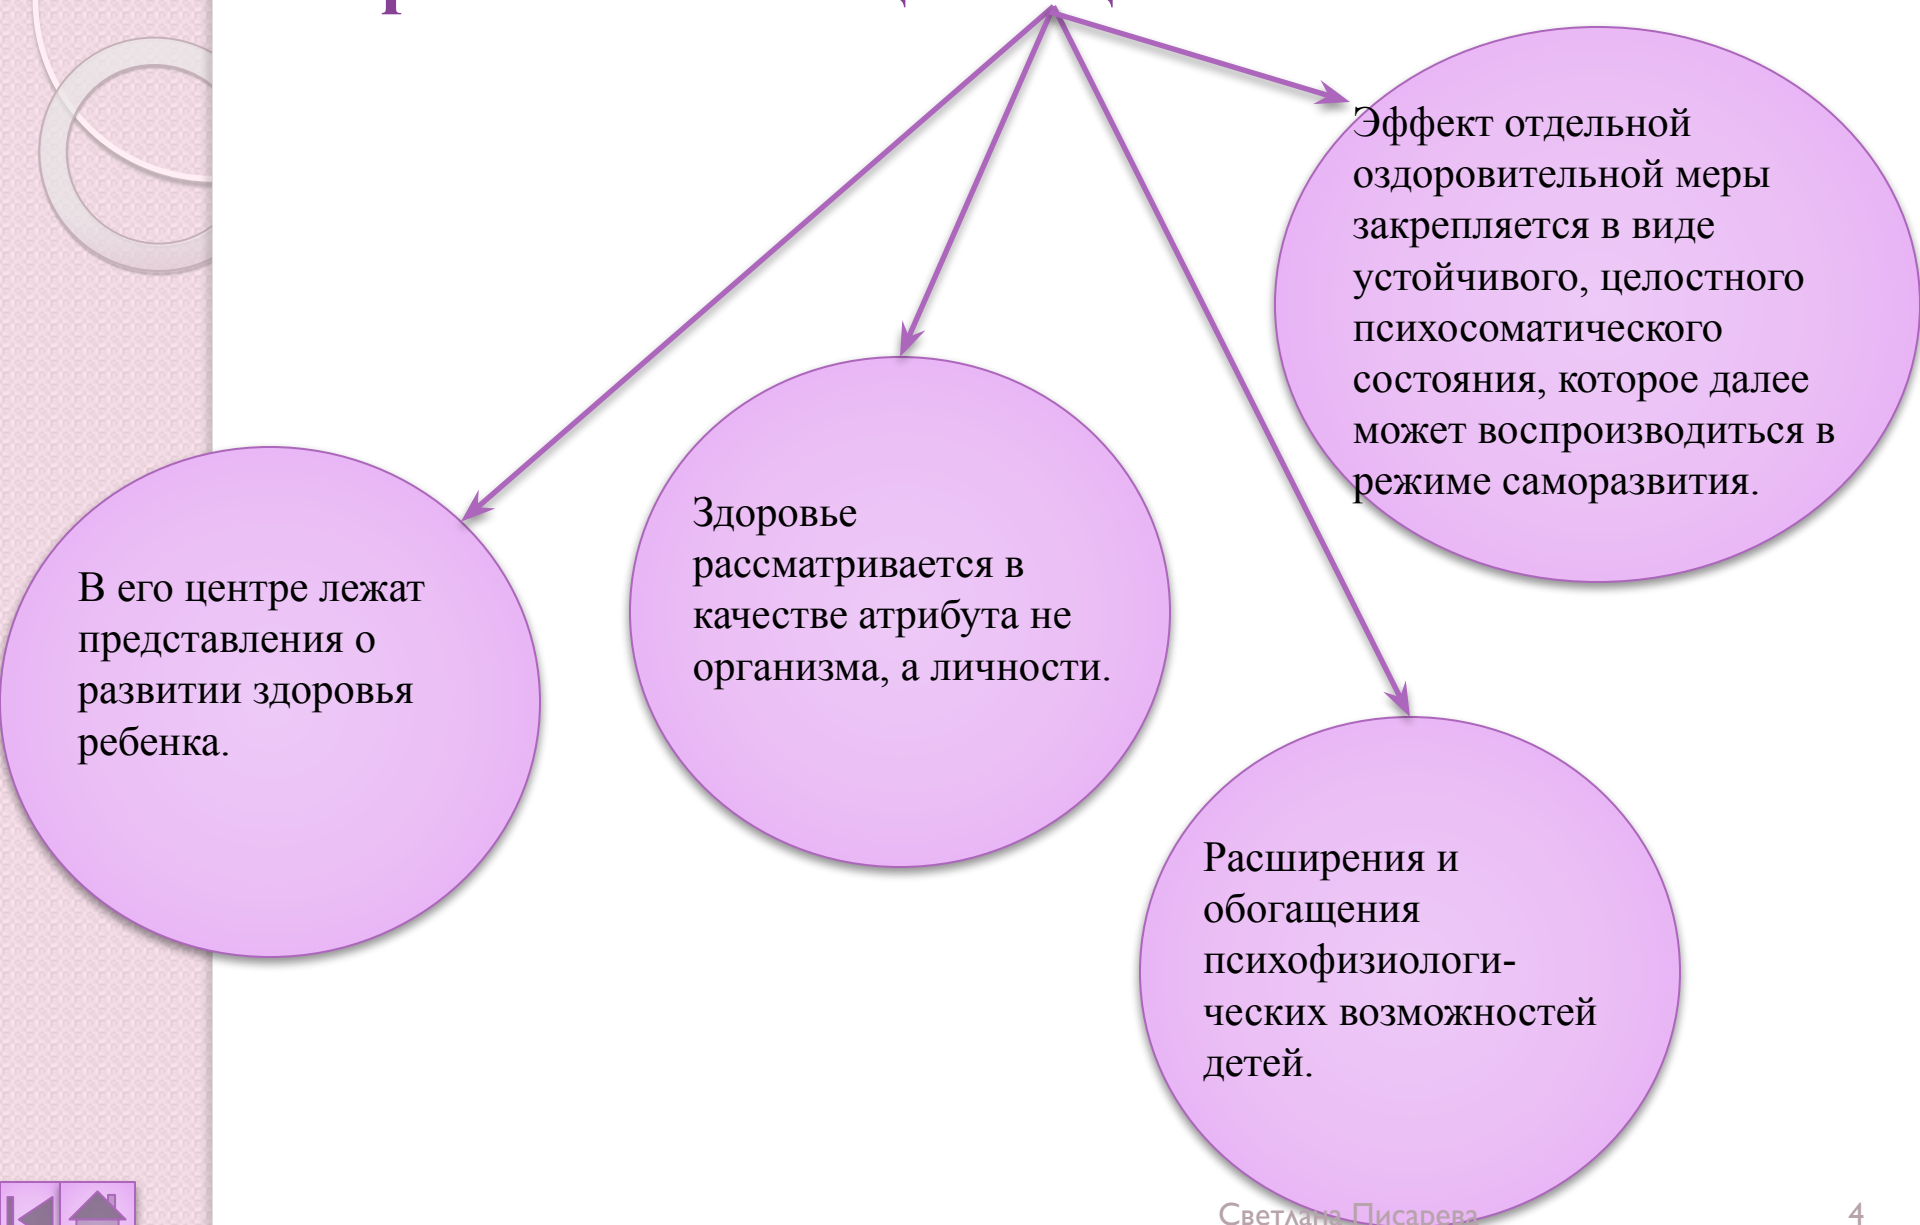 В его центре лежат
представления о
развитии здоровья
ребенка.
Здоровье
рассматривается в
качестве атрибута не
организма, а личности.
Эффект отдельной
оздоровительной меры
закрепляется в виде
устойчивого, целостного
психосоматического
состояния, которое далее
может воспроизводиться в
режиме саморазвития.
Расширения и
обогащения
психофизиологи-
ческих возможностей
детей.
Светлана Писарева
4